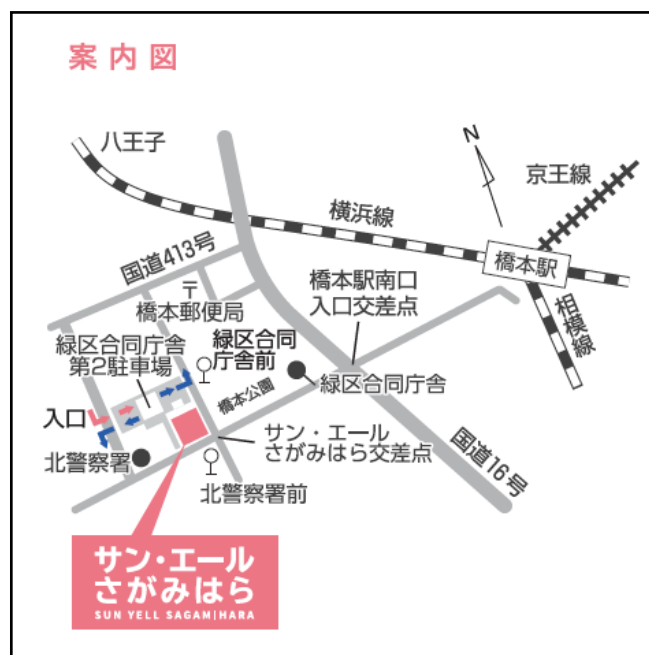 案内図
八王子
N
京王線
横浜線
橋本駅
国道413号
〒
橋本郵便局
橋本駅南口
入口交差点
相模線
緑区合同庁舎
第2駐車場
緑区合同
庁舎前
橋本公園
緑区合同庁舎
入口
サン・エール
さがみはら交差点
北警察署
北警察署前
国道16号
サン・エール
さがみはら
SUN YELL SAGAMIHARA